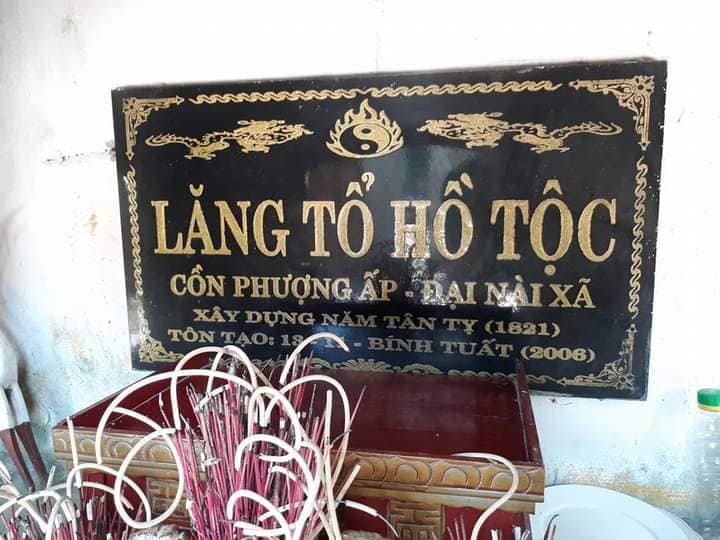 LĂNG TỔ HỒ TỘC
CỒN PHƯỢNG ẤP - ĐẠI NÀI XÃ
XÂY DỰNG NĂM TÂN TỴ (1821)
TÔN TẠO: 13 - - BÍNH TUẤT (2006)